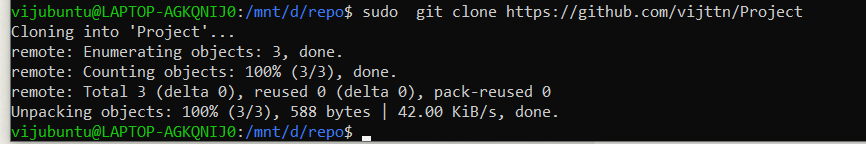 vijubuntu@LAPTOP-AGKQNIJ0:/mnt/d/repo$ sudo  git clone https://github.com/vijttn/Project
Cloning into 'Project'...
remote: Enumerating objects: 3, done.
remote: Counting objects: 100% (3/3), done.
remote: Total 3 (delta 0), reused 0 (delta 0), pack-reused 0
Unpacking objects: 100% (3/3), 588 bytes | 42.00 KiB/s, done.
vijubuntu@LAPTOP-AGKQNIJ0:/mnt/d/repo$